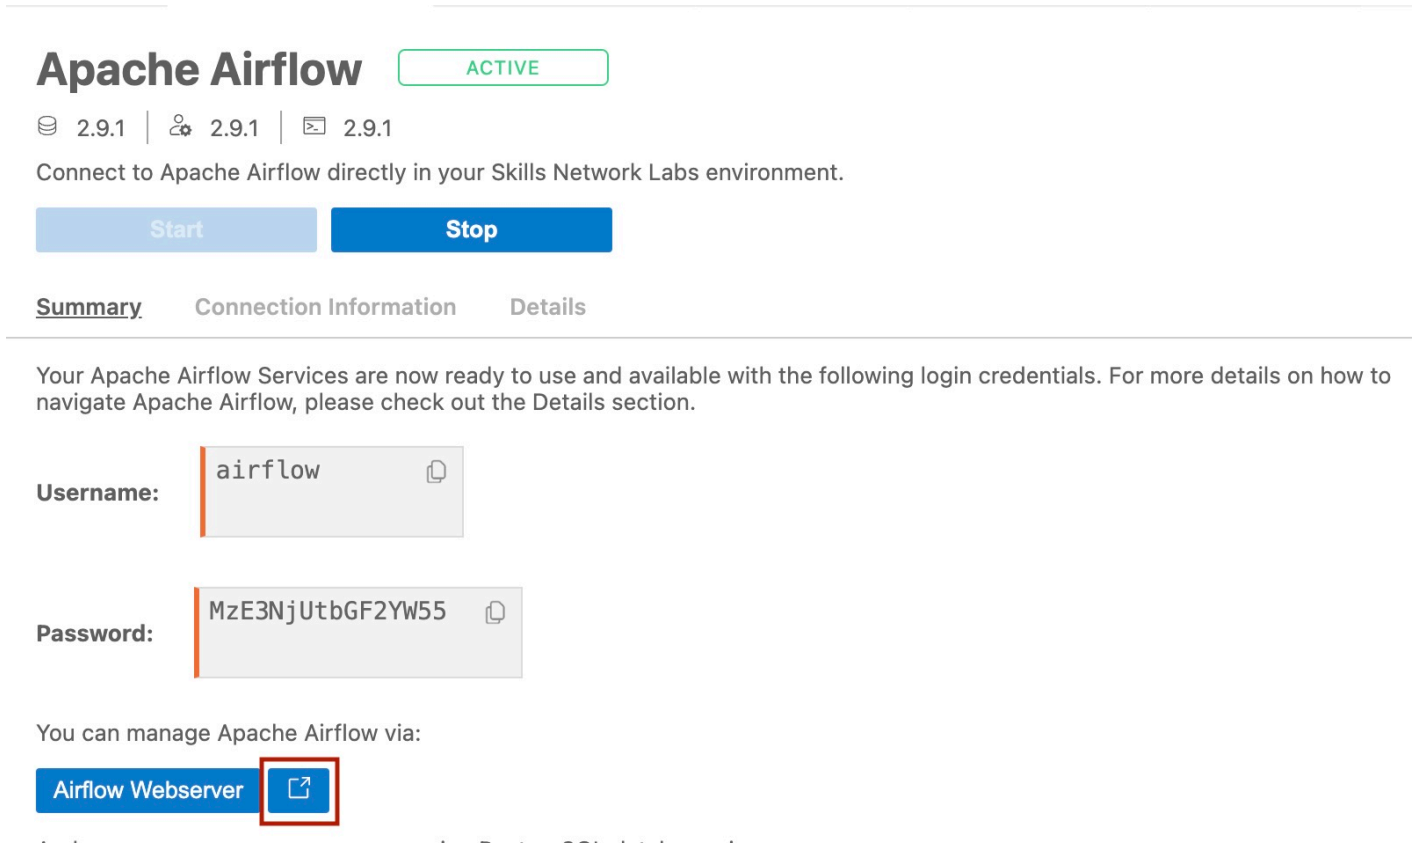 Apache Airflow ACTIVE
2.9.1 2.9.1 2.9.1
Connect to Apache Airflow directly in your Skills Network Labs environment.
Start Stop
Summary Connection Information Details
Your Apache Airflow Services are now ready to use and available with the following login credentials. For more details on how to
navigate Apache Airflow, please check out the Details section.
airflow
Username:
MzE3NjUtbGF2YW55
Password:
You can manage Apache Airflow via:
Airflow Webserver